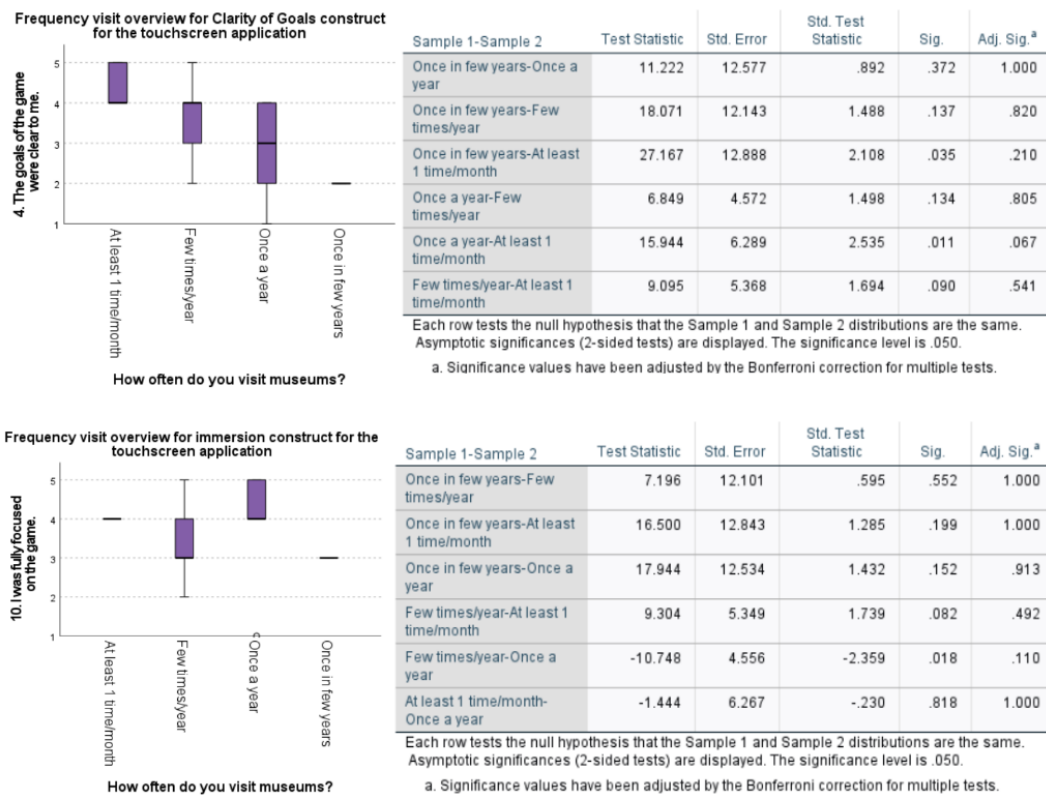 Frequency visit overview for Clarity of Goals construct
for the touchscreen application
4. The goals of the game
were clear to me.
5
4
3
2
1
At least 1 time/month
Few times/year
Once a year
Once in few years
How often do you visit museums?
Sample 1-Sample 2 Test Statistic Std. Error Std. Test Statistic Sig. Adj. Sig.a
Once in few years-Once a year 11.222 12.577 .892 .372 1.000
Once in few years-Few times/year 18.071 12.143 1.488 .137 .820
Once in few years-At least 1 time/month 27.167 12.888 2.108 .035 .210
Once a year-Few times/year 6.849 4.572 1.498 .134 .805
Once a year-At least 1 time/month 15.944 6.289 2.535 .011 .067
Few times/year-At least 1 time/month 9.095 5.368 1.694 .090 .541
Each row tests the null hypothesis that the Sample 1 and Sample 2 distributions are the same.
Asymptotic significances (2-sided tests) are displayed. The significance level is .050.
a. Significance values have been adjusted by the Bonferroni correction for multiple tests.
Frequency visit overview for immersion construct for the
touchscreen application
10. I was fully focused
on the game.
5
4
3
2
1
At least 1 time/month
Few times/year
Once a year
Once in few years
How often do you visit museums?
Sample 1-Sample 2 Test Statistic Std. Error Std. Test Statistic Sig. Adj. Sig.a
Once in few years-Few times/year 7.196 12.101 .595 .552 1.000
Once in few years-At least 1 time/month 16.500 12.843 1.285 .199 1.000
Once in few years-Once a year 17.944 12.534 1.432 .152 .913
Few times/year-At least 1 time/month 9.304 5.349 1.739 .082 .492
Few times/year-Once a year -10.748 4.556 -2.359 .018 .110
At least 1 time/month-Once a year -1.444 6.267 -.230 .818 1.000
Each row tests the null hypothesis that the Sample 1 and Sample 2 distributions are the same.
Asymptotic significances (2-sided tests) are displayed. The significance level is .050.
a. Significance values have been adjusted by the Bonferroni correction for multiple tests.